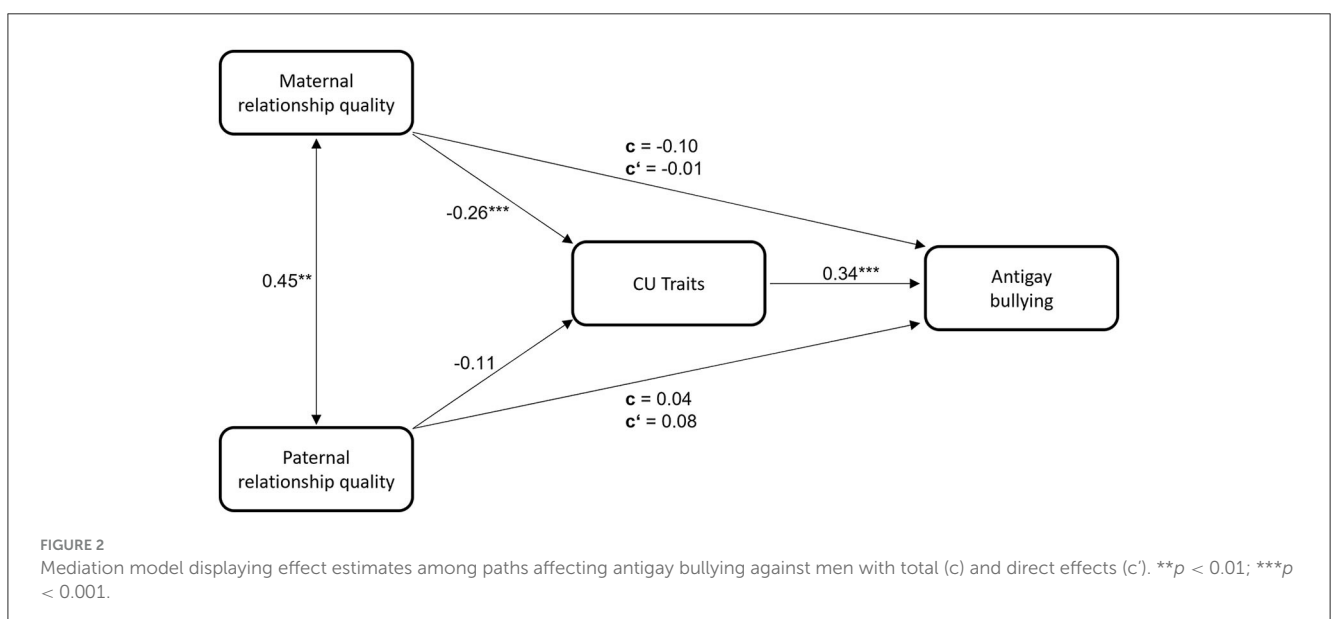 Maternal
relationship quality
c = -0.10
c‘ = -0.01
-0.26***
0.45**
CU Traits
0.34***
Antigay
bullying
-0.11
c = 0.04
c‘ = 0.08
Paternal
relationship quality
FIGURE 2
Mediation model displaying effect estimates among paths affecting antigay bullying against men with total (c) and direct effects (c’). **p < 0.01; ***p
< 0.001.